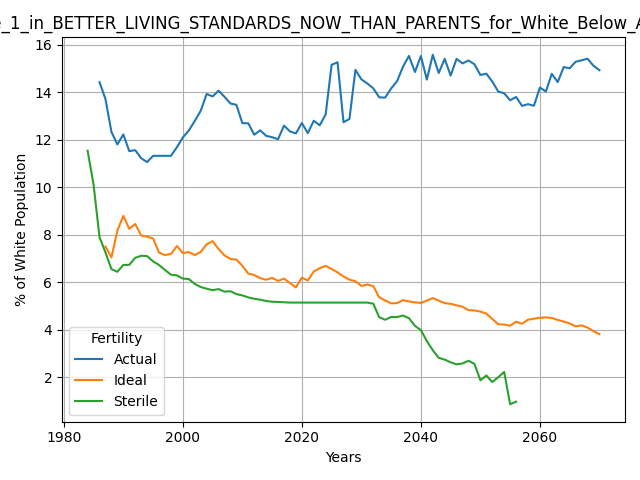 _1_in_BETTER_LIVING_STANDARDS_NOW_THAN_PARENTS_for_White_Below_
16
14
12
10
8
6
4
2
% of White Population
Fertility
Actual
Ideal
Sterile
1980 2000 2020 2040 2060
Years